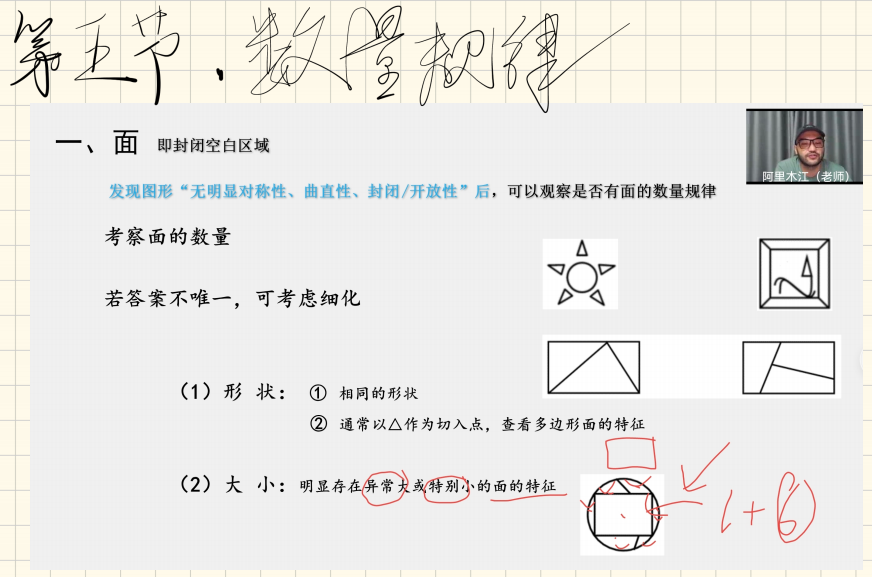 第五节、数量规律
一、面 即封闭空白区域
阿里木江（老师）
发现图形“无明显对称性、曲直性、封闭/开放性”后，可以观察是否有面的数量规律
考察面的数量
若答案不唯一，可考虑细化
（1）形 状： ① 相同的形状
② 通常以△作为切入点，查看多边形面的特征
（2）大 小：明显存在异常大或特别小的面的特征
1+6